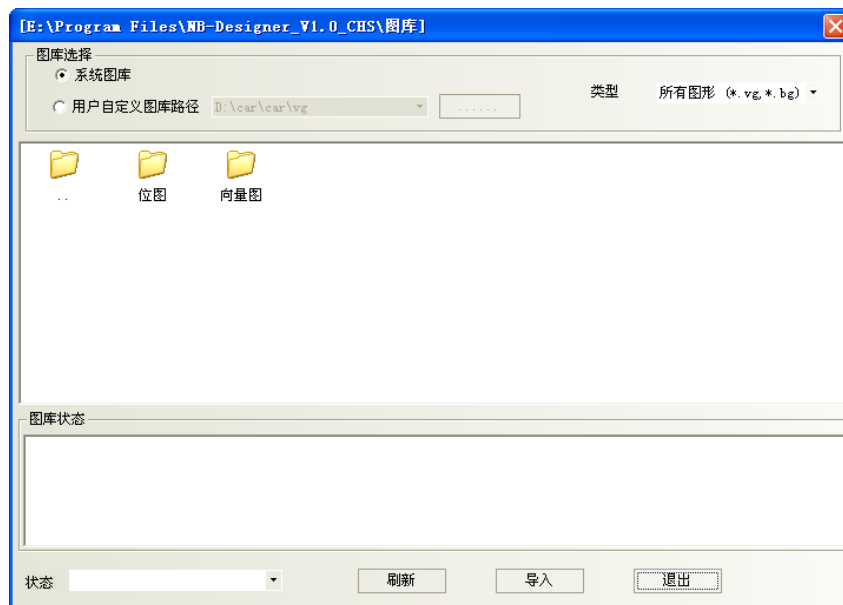 [E:\Program Files\NB-Designer_V1.0_CHS\图库]
图库选择
系统图库
用户自定义图库路径 D:\car\car\vg ......
类型 所有图形 (*.vg,*.bg)
.. 位图 向量图
图库状态
状态 刷新 导入 退出